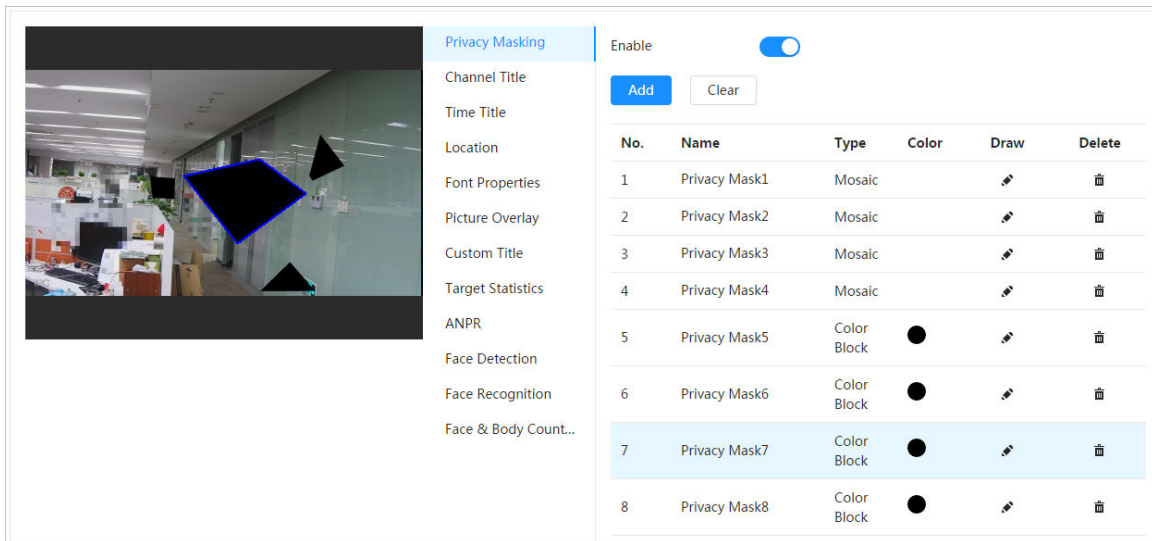 Privacy Masking
Channel Title
Time Title
Location
Font Properties
Picture Overlay
Custom Title
Target Statistics
ANPR
Face Detection
Face Recognition
Face & Body Count...
Enable
Add Clear
No. Name Type Color Draw Delete
1 Privacy Mask1 Mosaic
2 Privacy Mask2 Mosaic
3 Privacy Mask3 Mosaic
4 Privacy Mask4 Mosaic
5 Privacy Mask5 Color
Block
6 Privacy Mask6 Color
Block
7 Privacy Mask7 Color
Block
8 Privacy Mask8 Color
Block